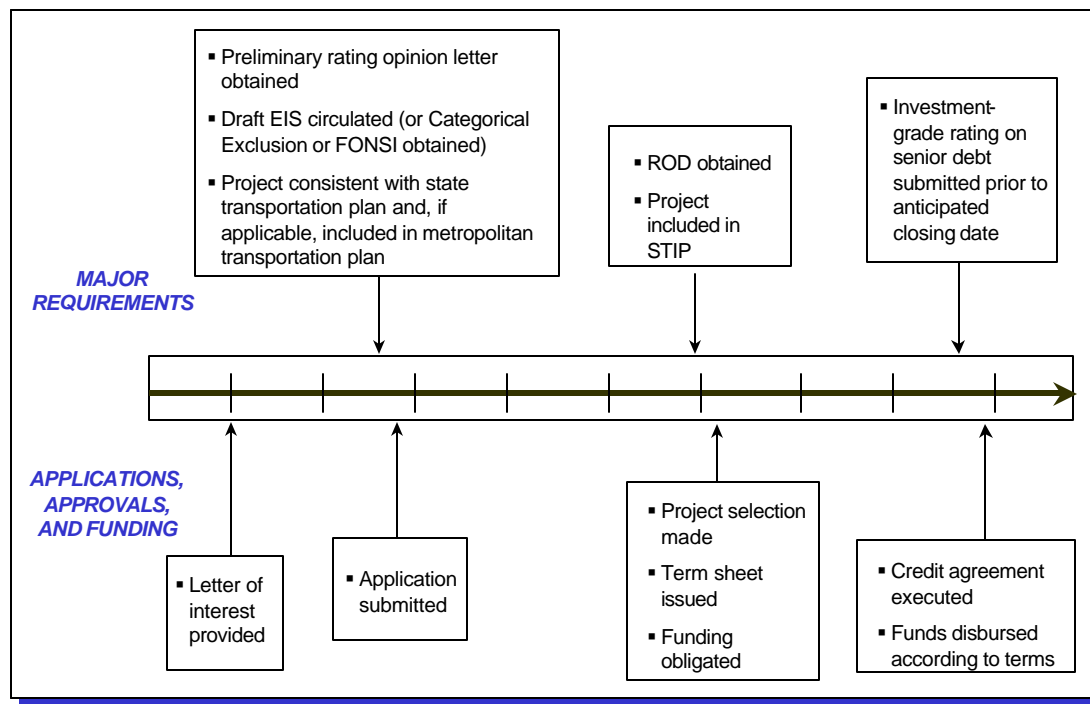 ▪ Preliminary rating opinion letter
obtained
▪ Draft EIS circulated (or Categorical
Exclusion or FONSI obtained)
▪ Project consistent with state
transportation plan and, if
applicable, included in metropolitan
transportation plan
▪ ROD obtained
▪ Project
included in
STIP
▪ Investment-
grade rating on
senior debt
submitted prior to
anticipated
closing date
MAJOR
REQUIREMENTS
APPLICATIONS,
APPROVALS,
AND FUNDING
▪ Letter of
interest
provided
▪ Application
submitted
▪ Project selection
made
▪ Term sheet
issued
▪ Funding
obligated
▪ Credit agreement
executed
▪ Funds disbursed
according to terms